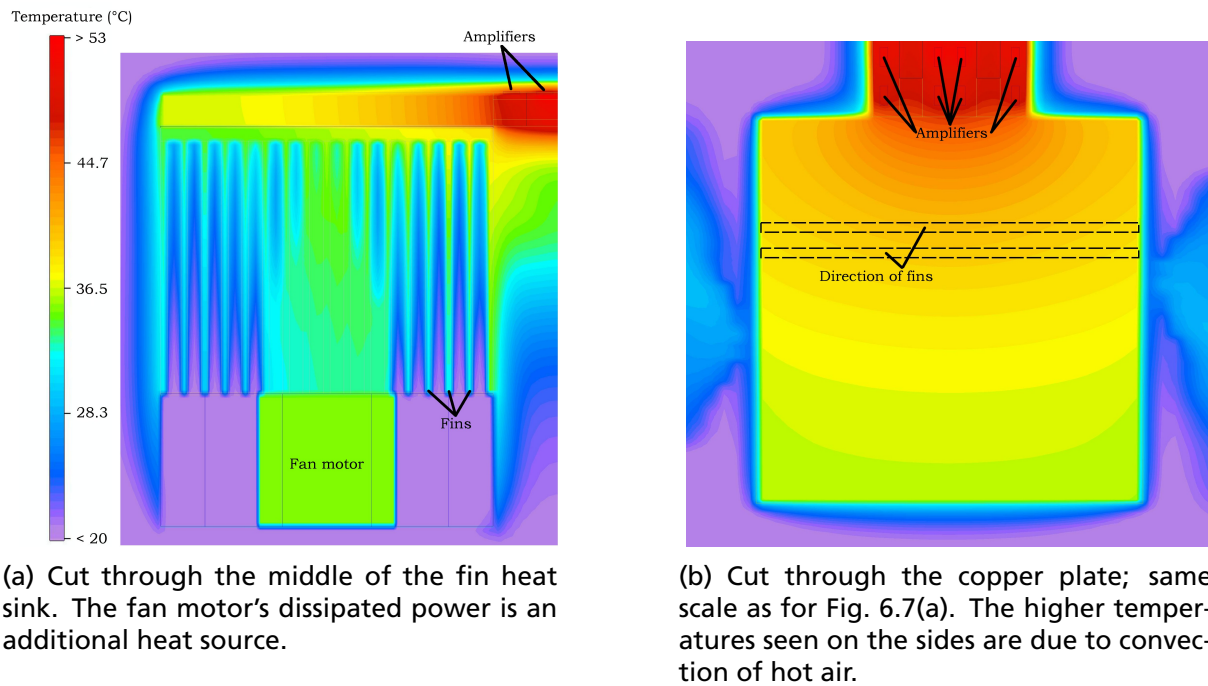 Temperature (°C)
> 53
44.7
36.5
28.3
< 20
Amplifiers
Fins
Fan motor
(a) Cut through the middle of the fin heat
sink. The fan motor's dissipated power is an
additional heat source.
Amplifiers
Direction of fins
(b) Cut through the copper plate; same
scale as for Fig. 6.7(a). The higher temper-
atures seen on the sides are due to convec-
tion of hot air.